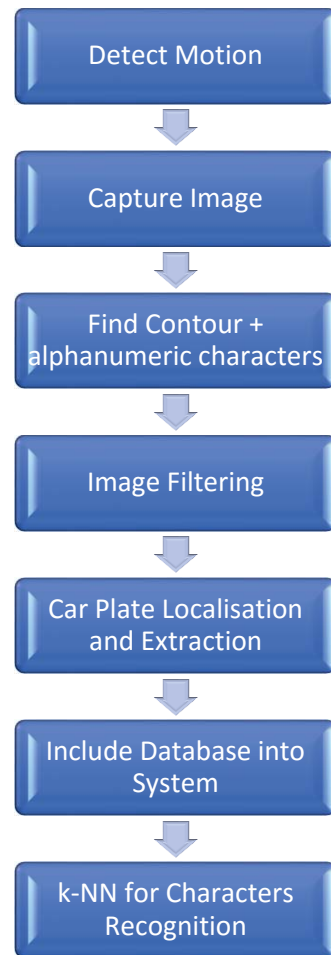 Detect Motion
Capture Image
Find Contour +
alphanumeric characters
Image Filtering
Car Plate Localisation
and Extraction
Include Database into
System
k-NN for Characters
Recognition